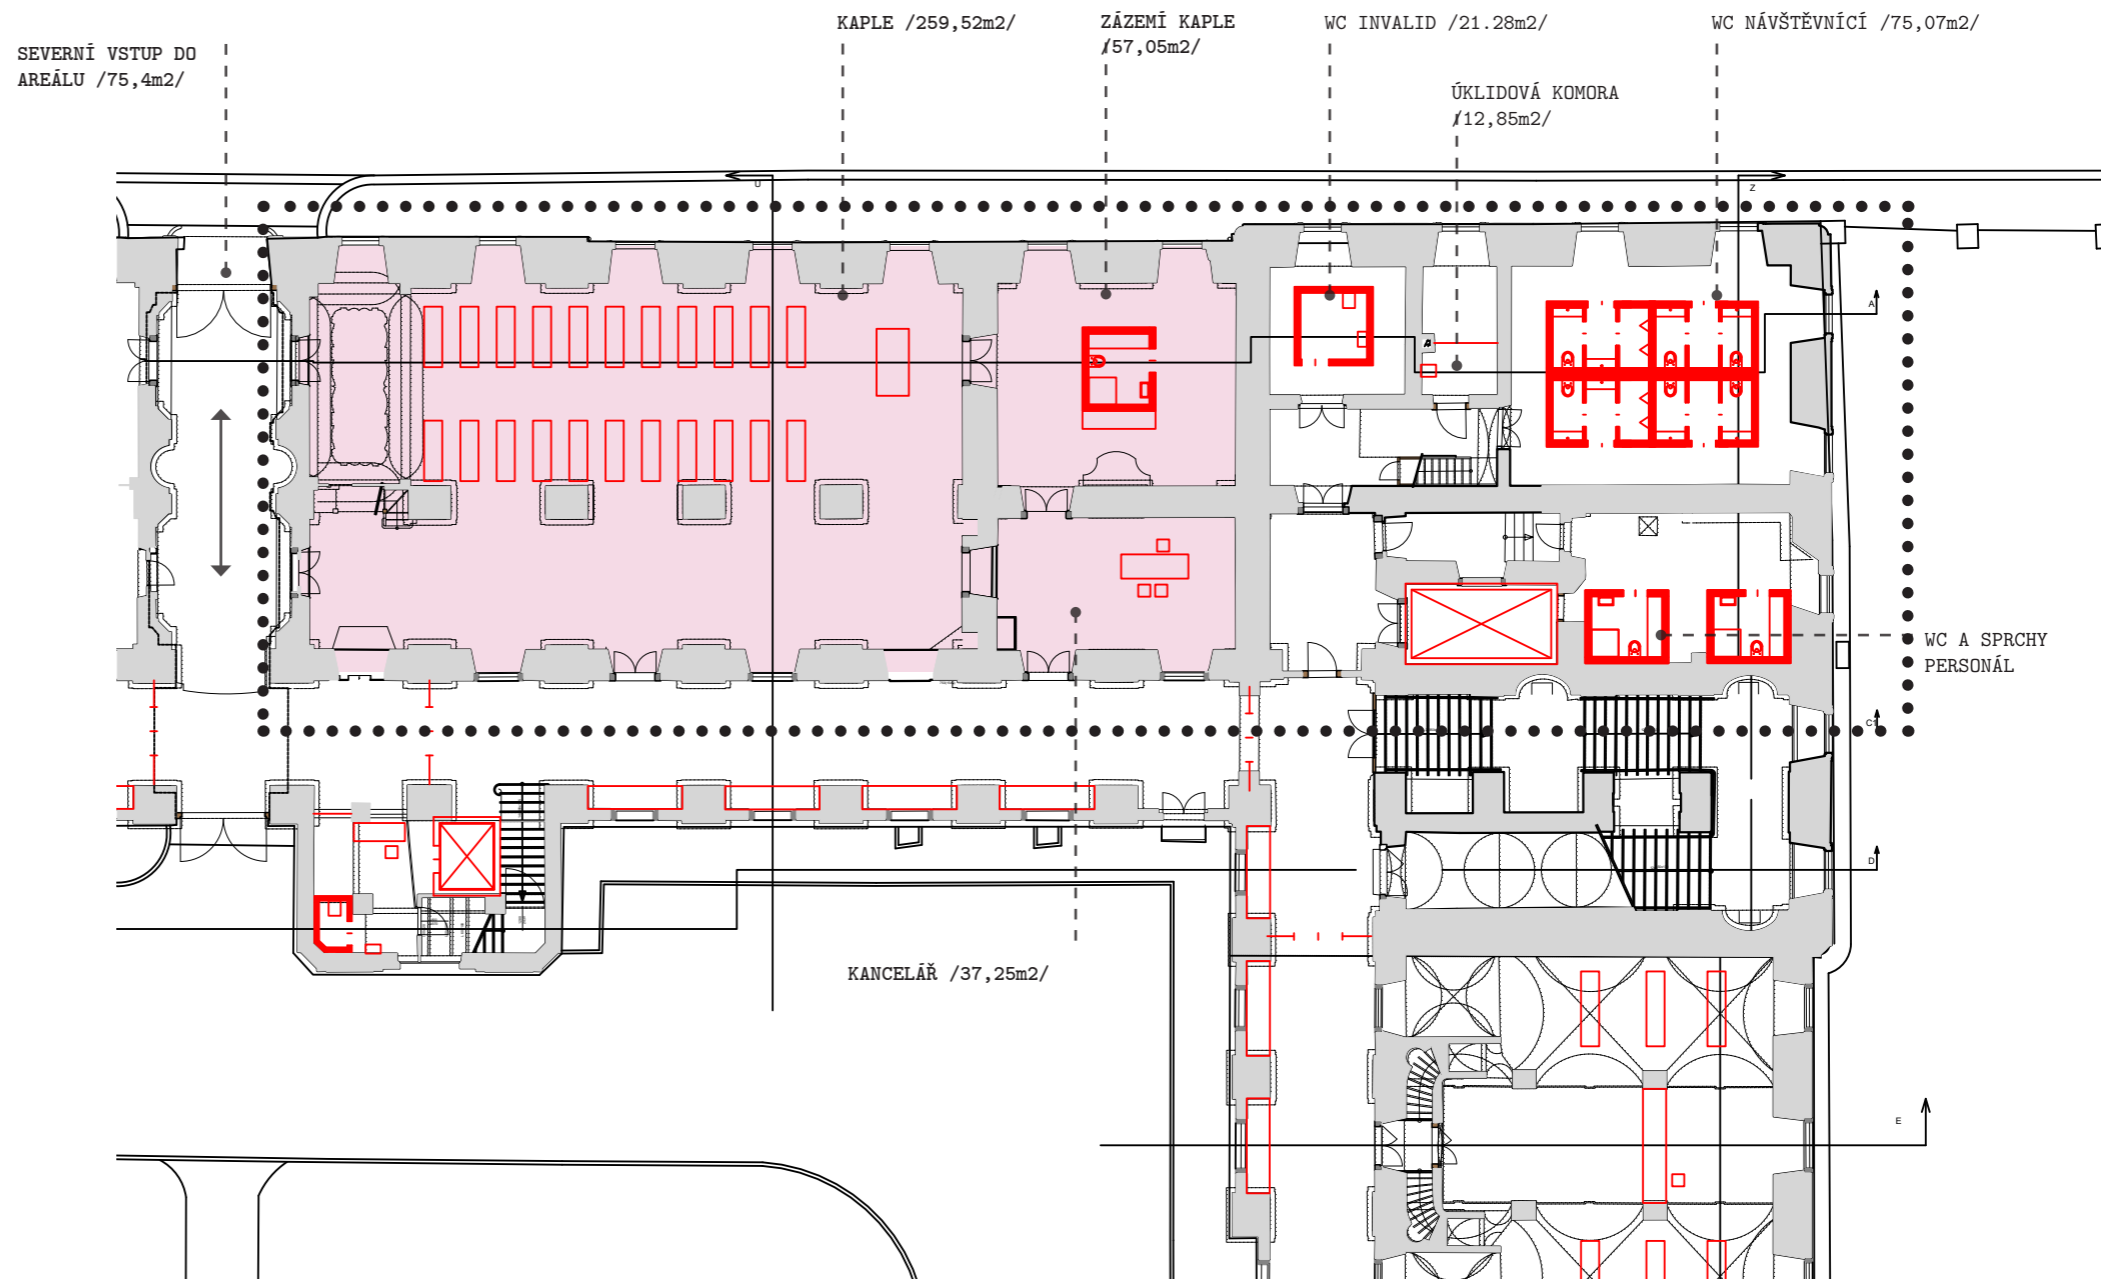 KAPLE /259,52m2/
ZÁZEMÍ KAPLE
/57,05m2/
WC INVALID /21.28m2/
WC NÁVŠTĚVNÍCÍ /75,07m2/
SEVERNÍ VSTUP DO
AREÁLU /75,4m2/
ÚKLIDOVÁ KOMORA
/12,85m2/
U
Z
A
WC A SPRCHY
PERSONÁL
C1
D
KANCELÁŘ /37,25m2/
E